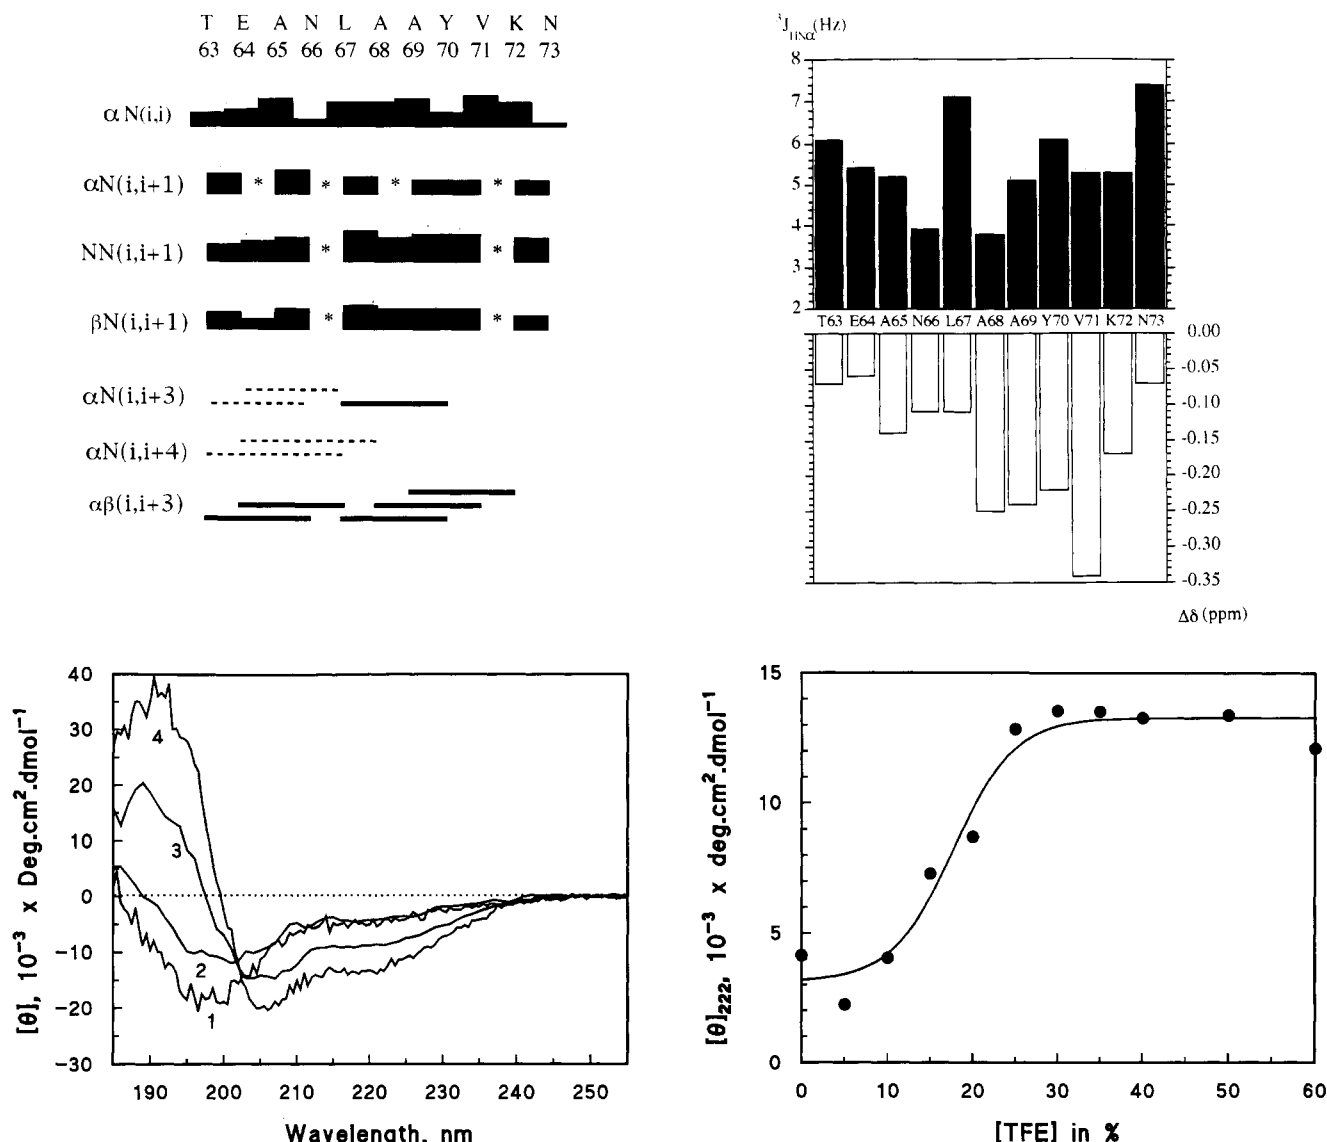 T E A N L A A Y V K N
63 64 65 66 67 68 69 70 71 72 73
αN(i,i)
αN(i,i+1)
* * * *
NN(i,i+1)
* *
βN(i,i+1)
* *
αN(i,i+3)
αN(i,i+4)
αβ(i,i+3)
³J HNα (Hz)
8
7
6
5
4
3
2
T63 E64 A65 N66 L67 A68 A69 Y70 V71 K72 N73
0.00
-0.05
-0.10
-0.15
-0.20
-0.25
-0.30
-0.35
Δδ (ppm)
[θ], 10⁻³ x Deg.cm².dmol⁻¹
40
30
20
10
0
-10
-20
-30
4
3
2
1
190 200 210 220 230 240 250
Wavelength, nm
[θ]₂₂₂, 10⁻³ x deg.cm².dmol⁻¹
15
10
5
0
0 10 20 30 40 50 60
[TFE] in %